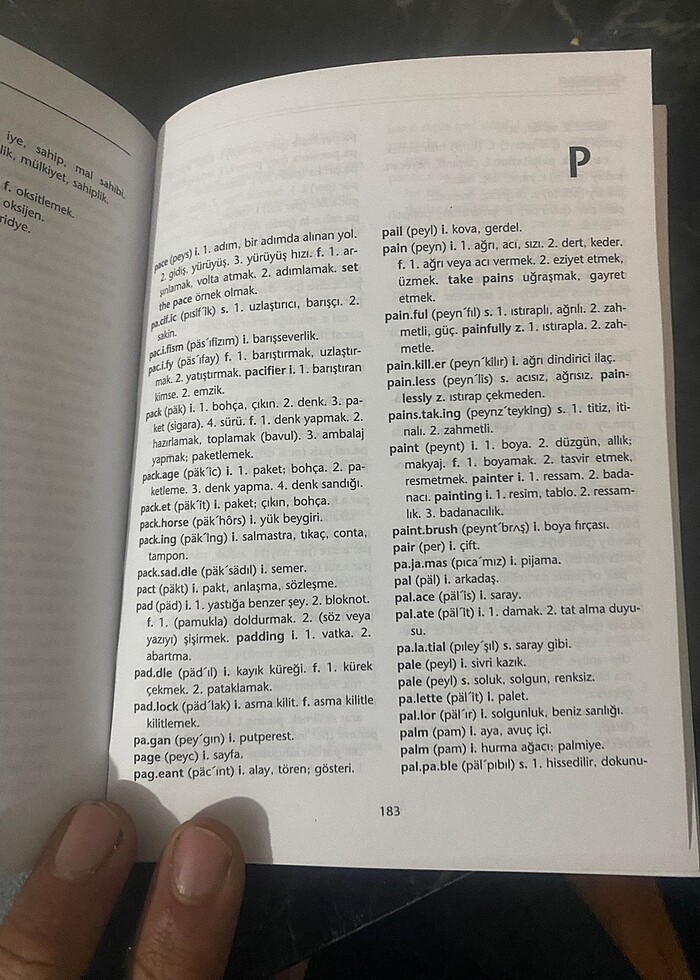 iye, sahip, mal sahibi.
lik, mülkiyet, sahiplik.
f. oksitlemek.
oksijen.
ridye.
P
pace (peys) i. 1. adım, bir adımda alınan yol.
2. gidiş, yürüyüş. 3. yürüyüş hızı. f. 1. ar-
şınlamak, volta atmak. 2. adımlamak. set
the pace örnek olmak.
pa.cif.ic (pısîf´îk) s. 1. uzlaştırıcı, barışçı. 2.
sakin.
pac.i.fism (päs´ıfîzım) i. barışseverlik.
pac.i.fy (päs´ıfay) f. 1. barıştırmak, uzlaştır-
mak. 2. yatıştırmak. pacifier i. 1. barıştıran
kimse. 2. emzik.
pack (päk) i. 1. bohça, çıkın. 2. denk. 3. pa-
ket (sigara). 4. sürü. f. 1. denk yapmak. 2.
hazırlamak, toplamak (bavul). 3. ambalaj
yapmak; paketlemek.
pack.age (päk´îc) i. 1. paket; bohça. 2. pa-
ketleme. 3. denk yapma. 4. denk sandığı.
pack.et (päk´ît) i. paket; çıkın, bohça.
pack.horse (päk´hôrs) i. yük beygiri.
pack.ing (päk´îng) i. salmastra, tıkaç, conta,
tampon.
pack.sad.dle (päk´sädıl) i. semer.
pact (päkt) i. pakt, anlaşma, sözleşme.
pad (päd) i. 1. yastığa benzer şey. 2. bloknot.
f. 1. (pamukla) doldurmak. 2. (söz veya
yazıyı) şişirmek. padding i. 1. vatka. 2.
abartma.
pad.dle (päd´ıl) i. kayık küreği. f. 1. kürek
çekmek. 2. pataklamak.
pad.lock (päd´lak) i. asma kilit. f. asma kilitle
kilitlemek.
pa.gan (pey´gın) i. putperest.
page (peyc) i. sayfa.
pag.eant (päc´ınt) i. alay, tören; gösteri.
pail (peyl) i. kova, gerdel.
pain (peyn) i. 1. ağrı, acı, sızı. 2. dert, keder.
f. 1. ağrı veya acı vermek. 2. eziyet etmek,
üzmek. take pains uğraşmak, gayret
etmek.
pain.ful (peyn´fıl) s. 1. ıstıraplı, ağrılı. 2. zah-
metli, güç. painfully z. 1. ıstırapla. 2. zah-
metle.
pain.kill.er (peyn´kîlır) i. ağrı dindirici ilaç.
pain.less (peyn´lîs) s. acısız, ağrısız. pain-
lessly z. ıstırap çekmeden.
pains.tak.ing (peynz´teyking) s. 1. titiz, iti-
nalı. 2. zahmetli.
paint (peynt) i. 1. boya. 2. düzgün, allık;
makyaj. f. 1. boyamak. 2. tasvir etmek,
resmetmek. painter i. 1. ressam. 2. bada-
nacı. painting i. 1. resim, tablo. 2. ressam-
lık. 3. badanacılık.
paint.brush (peynt´brʌş) i. boya fırçası.
pair (per) i. çift.
pa.ja.mas (pıca´mız) i. pijama.
pal (päl) i. arkadaş.
pal.ace (päl´îs) i. saray.
pal.ate (päl´ît) i. 1. damak. 2. tat alma duyu-
su.
pa.la.tial (pıley´şıl) s. saray gibi.
pale (peyl) i. sivri kazık.
pale (peyl) s. soluk, solgun, renksiz.
pa.lette (päl´ît) i. palet.
pal.lor (päl´ır) i. solgunluk, beniz sarılığı.
palm (pam) i. aya, avuç içi.
palm (pam) i. hurma ağacı; palmiye.
pal.pa.ble (päl´pıbıl) s. 1. hissedilir, dokunu-
183